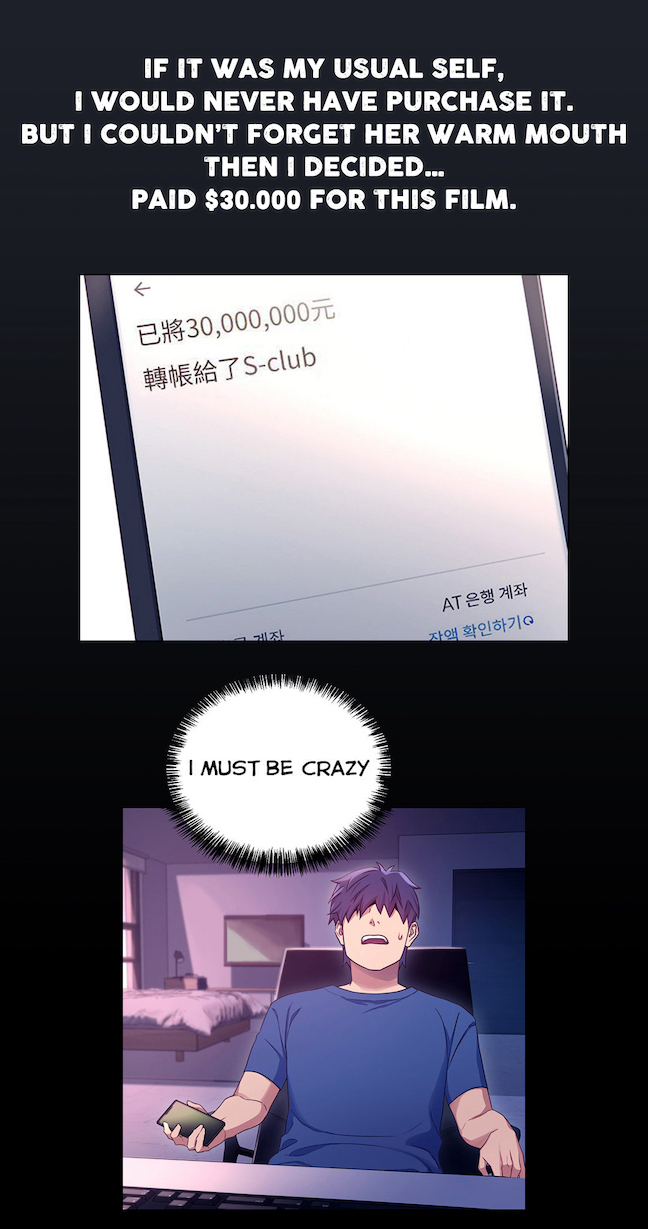 IF IT WAS MY USUAL SELF,
I WOULD NEVER HAVE PURCHASE IT.
BUT I COULDN'T FORGET HER WARM MOUTH
THEN I DECIDED...
PAID $30.000 FOR THIS FILM.
已將30,000,000元
轉帳給了S-club
AT 은행 계좌
계좌
잔액 확인하기
I MUST BE CRAZY